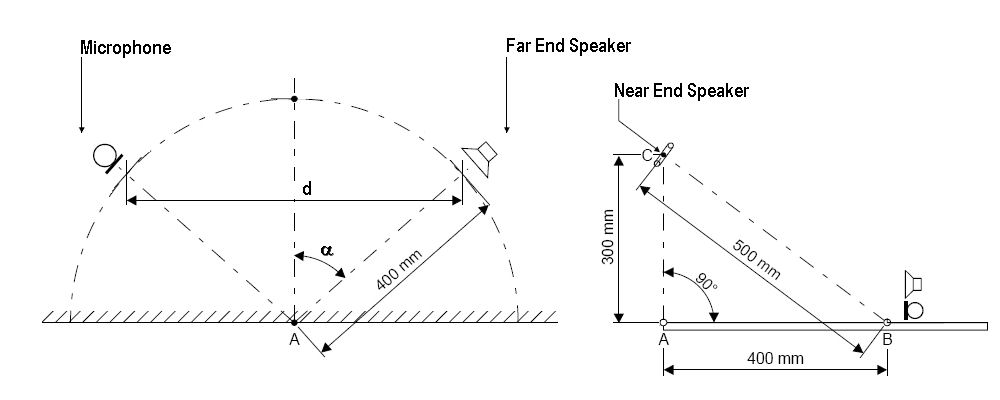 Microphone
Far End Speaker
d
α
400 mm
A
Near End Speaker
C
300 mm
500 mm
90°
A
B
400 mm